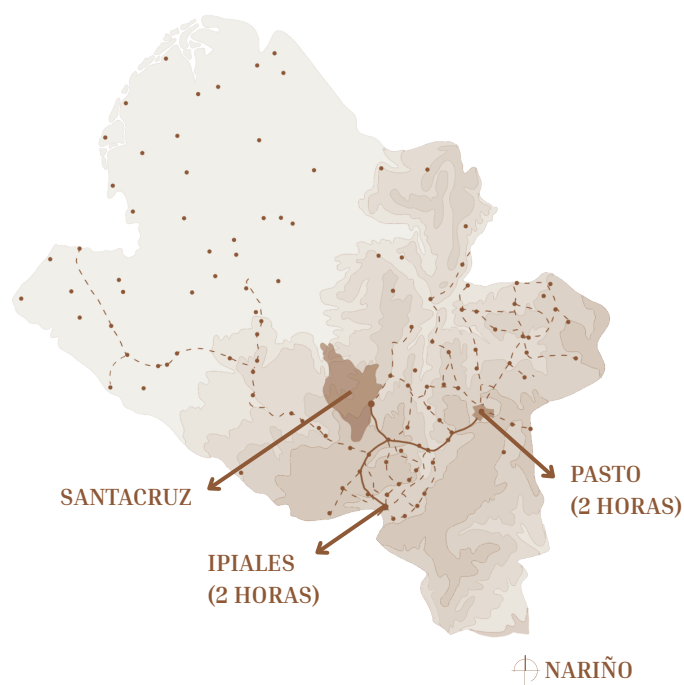 SANTACRUZ
PASTO
(2 HORAS)
IPIALES
(2 HORAS)
NARIÑO